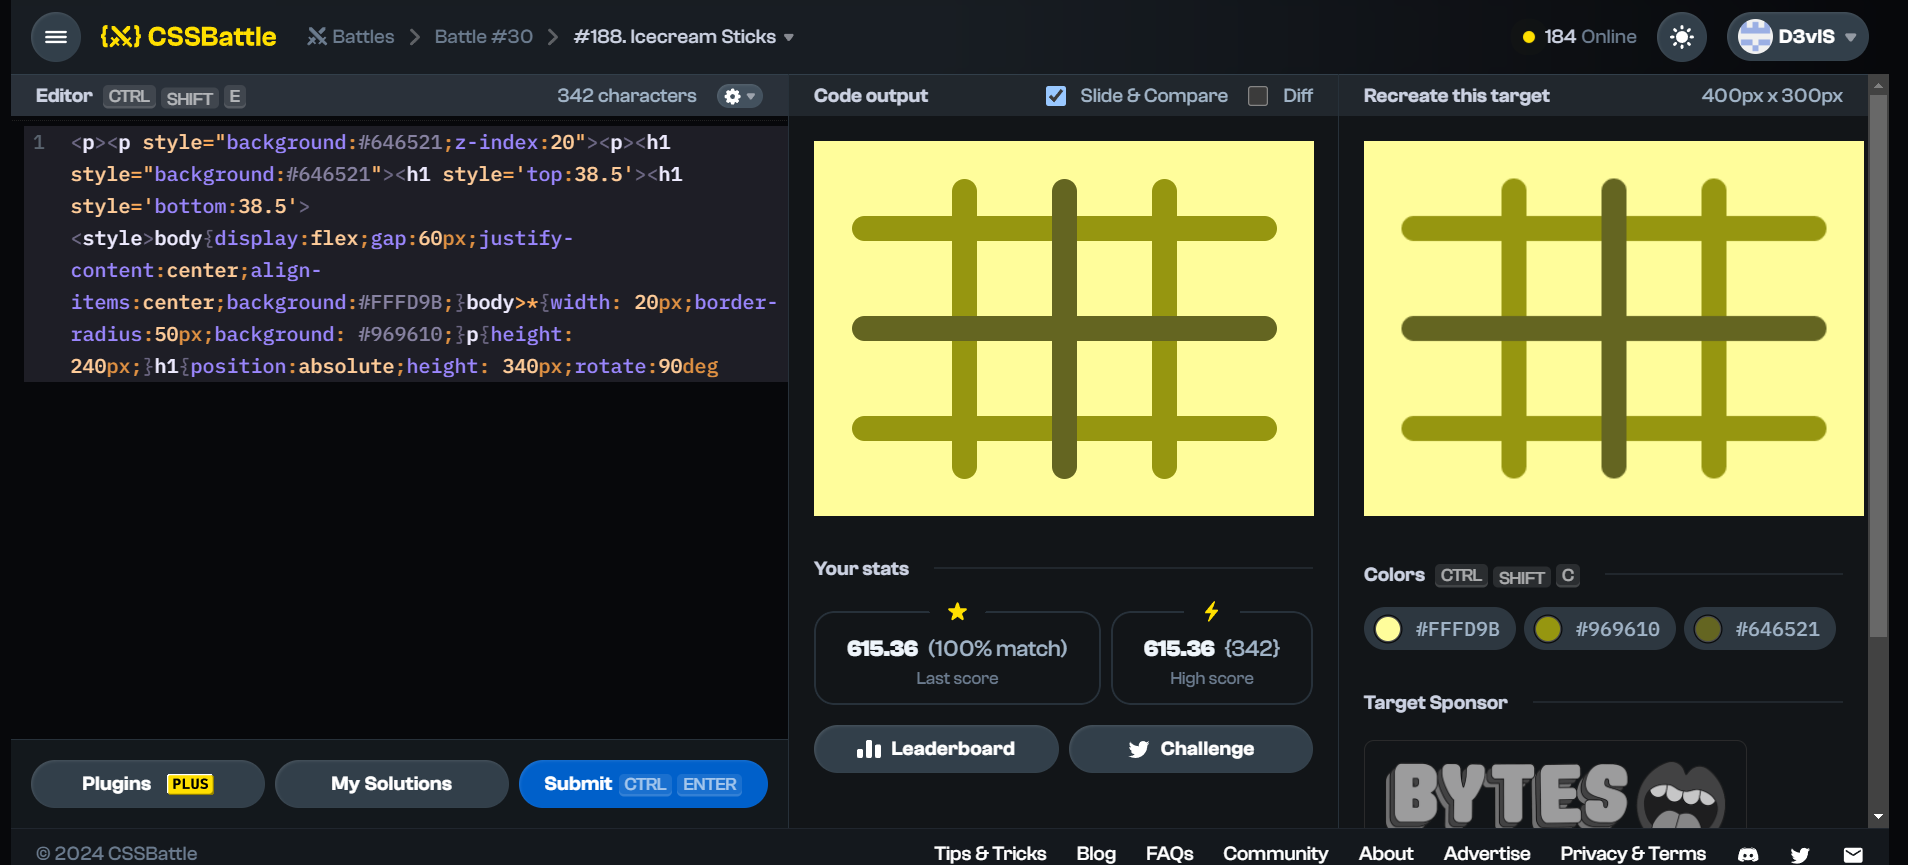 {X} CSSBattle
Battles
Battle #30
#188. Icecream Sticks
184 Online
D3vlS
Editor CTRL SHIFT E
342 characters
Code output
Slide & Compare
Diff
Recreate this target
400px x 300px
1
<p><p style="background:#646521;z-index:20"><p><h1
style="background:#646521"><h1 style='top:38.5'><h1
style='bottom:38.5'>
<style>body{display:flex;gap:60px;justify-
content:center;align-
items:center;background:#FFFD9B;}body>*{width: 20px;border-
radius:50px;background: #969610;}p{height:
240px;}h1{position:absolute;height: 340px;rotate:90deg
Your stats
615.36 (100% match)
Last score
615.36 {342}
High score
Leaderboard
Challenge
Colors CTRL SHIFT C
#FFFD9B
#969610
#646521
Target Sponsor
BYTES
Plugins PLUS
My Solutions
Submit CTRL ENTER
© 2024 CSSBattle
Tips & Tricks
Blog
FAQs
Community
About
Advertise
Privacy & Terms